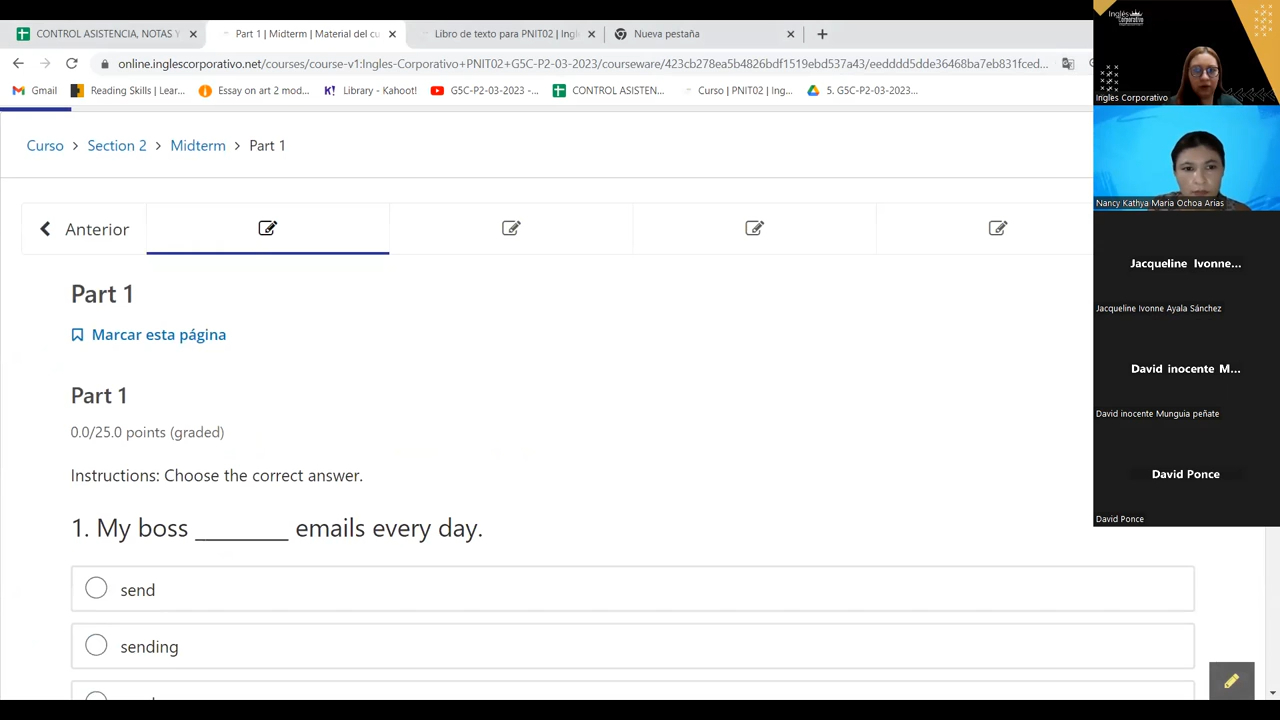 CONTROL ASISTENCIA, NOTAS Y
Part 1 | Midterm | Material del cu
Libro de texto para PNIT02 | Ingl
Nueva pestaña
online.inglescorporativo.net/courses/course-v1:Ingles-Corporativo+PNIT02+G5C-P2-03-2023/courseware/423cb278ea5b4826bdf1519ebd537a43/eedddd5dde36468ba7eb831fced...
Gmail
Reading Skills | Lear...
Essay on art 2 mod...
Library - Kahoot!
G5C-P2-03-2023 -...
CONTROL ASISTEN...
Curso | PNIT02 | Ing...
5. G5C-P2-03-2023...
Curso > Section 2 > Midterm > Part 1
Anterior
Part 1
Marcar esta página
Part 1
0.0/25.0 points (graded)
Instructions: Choose the correct answer.
1. My boss ________ emails every day.
send
sending
Inglés
Corporativo
Ingles Corporativo
Nancy Kathya María Ochoa Arias
Jacqueline Ivonne...
Jacqueline Ivonne Ayala Sánchez
David inocente M...
David inocente Munguia peñate
David Ponce
David Ponce